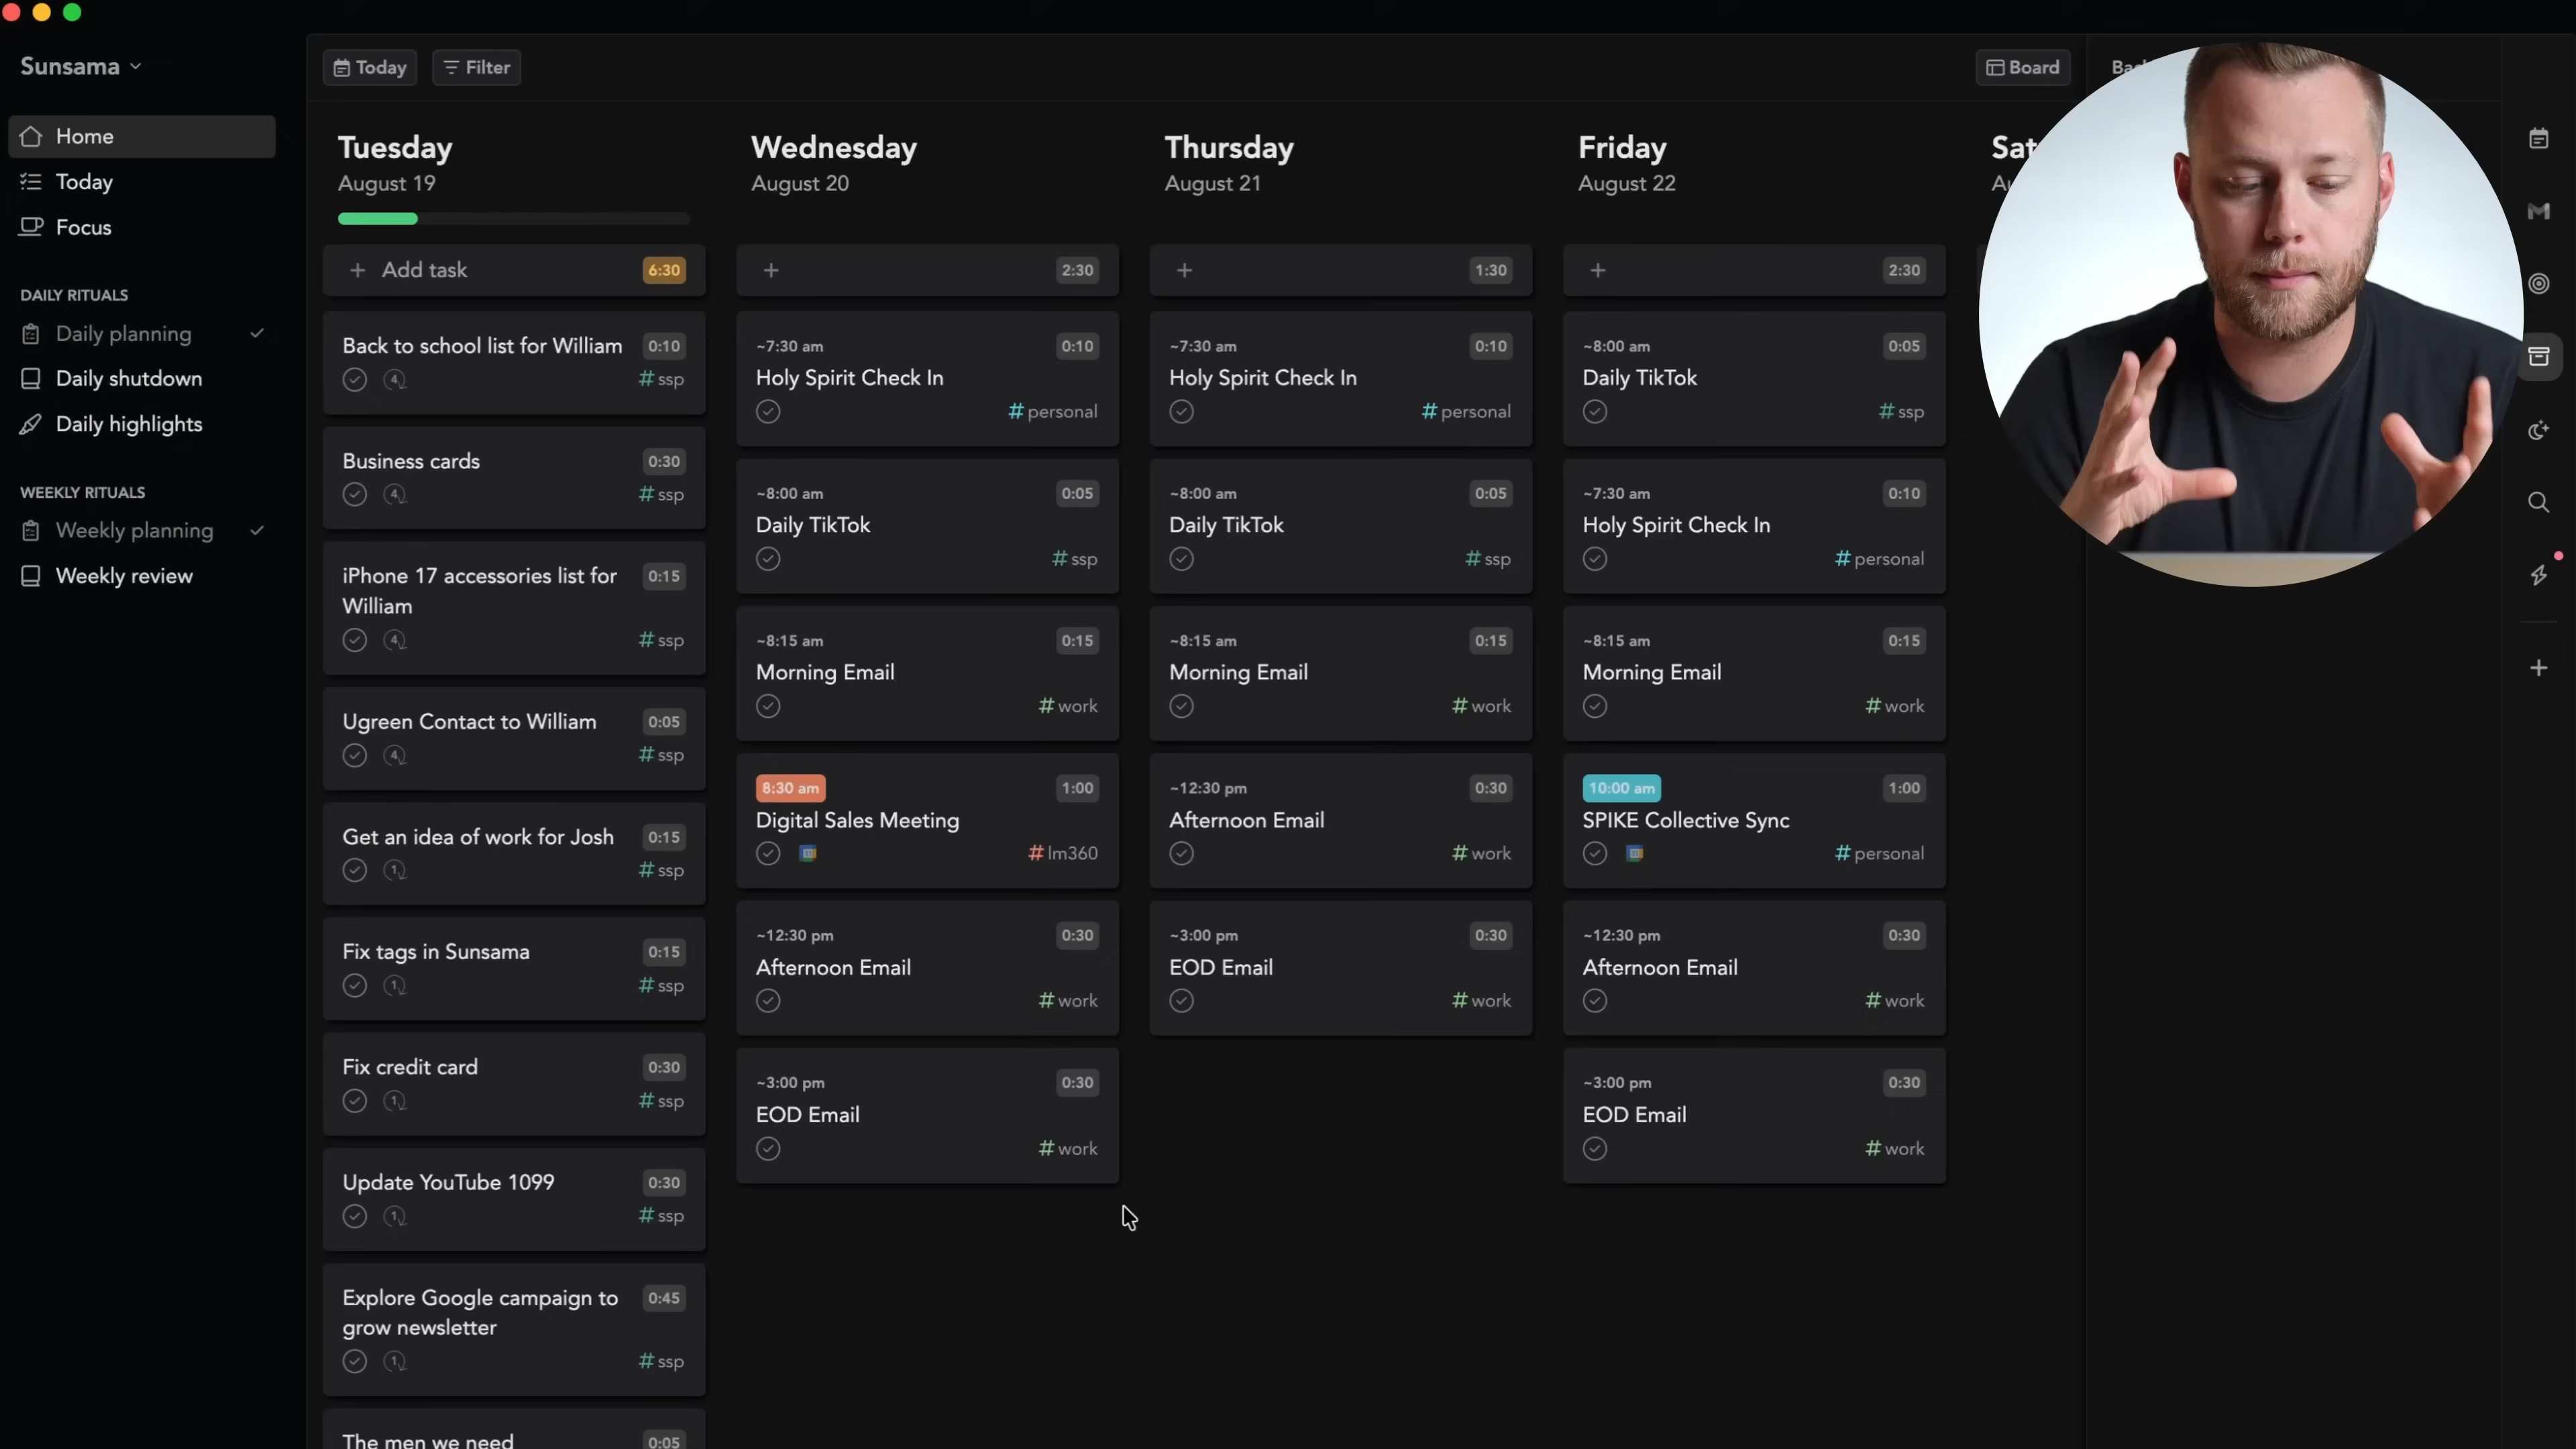 Sunsama
Home
Today
Focus
DAILY RITUALS
Daily planning
Daily shutdown
Daily highlights
WEEKLY RITUALS
Weekly planning
Weekly review
Today
Filter
Board
Tuesday
August 19
Add task
6:30
Back to school list for William
0:10
4
# ssp
Business cards
0:30
4
# ssp
iPhone 17 accessories list for
William
0:15
4
# ssp
Ugreen Contact to William
0:05
4
# ssp
Get an idea of work for Josh
0:15
1
# ssp
Fix tags in Sunsama
0:15
1
# ssp
Fix credit card
0:30
1
# ssp
Update YouTube 1099
0:30
1
# ssp
Explore Google campaign to
grow newsletter
0:45
1
# ssp
The men we need
0:05
Wednesday
August 20
2:30
~7:30 am
0:10
Holy Spirit Check In
# personal
~8:00 am
0:05
Daily TikTok
# ssp
~8:15 am
0:15
Morning Email
# work
8:30 am
1:00
Digital Sales Meeting
# lm360
~12:30 pm
0:30
Afternoon Email
# work
~3:00 pm
0:30
EOD Email
# work
Thursday
August 21
1:30
~7:30 am
0:10
Holy Spirit Check In
# personal
~8:00 am
0:05
Daily TikTok
# ssp
~8:15 am
0:15
Morning Email
# work
~12:30 pm
0:30
Afternoon Email
# work
~3:00 pm
0:30
EOD Email
# work
Friday
August 22
2:30
~8:00 am
0:05
Daily TikTok
# ssp
~7:30 am
0:10
Holy Spirit Check In
# personal
~8:15 am
0:15
Morning Email
# work
10:00 am
1:00
SPIKE Collective Sync
# personal
~12:30 pm
0:30
Afternoon Email
# work
~3:00 pm
0:30
EOD Email
# work